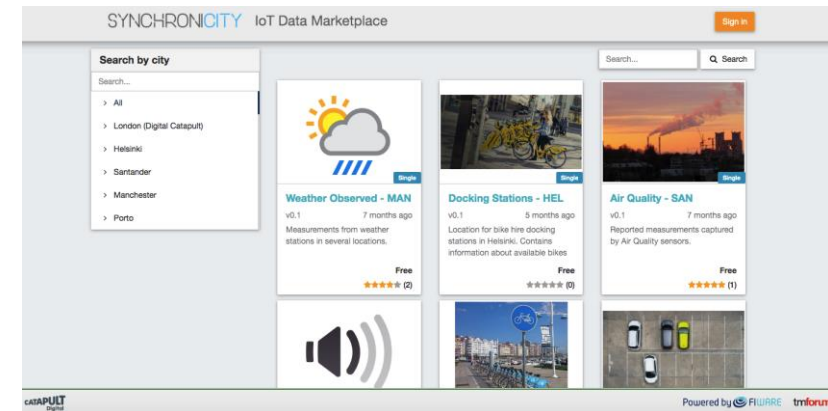 SYNCHRONICITY IoT Data Marketplace
Sign in
Search by city
Search...
> All
> London (Digital Catapult)
> Helsinki
> Santander
> Manchester
> Porto
Search...
Search
Single
Weather Observed - MAN
v0.1 7 months ago
Measurements from weather
stations in several locations.
Free
(2)
Single
Docking Stations - HEL
v0.1 5 months ago
Location for bike hire docking
stations in Helsinki. Contains
information about available bikes
Free
(0)
Single
Air Quality - SAN
v0.1 7 months ago
Reported measurements captured
by Air Quality sensors.
Free
(1)
CATAPULT
Digital
Powered by FIWARE tmforum